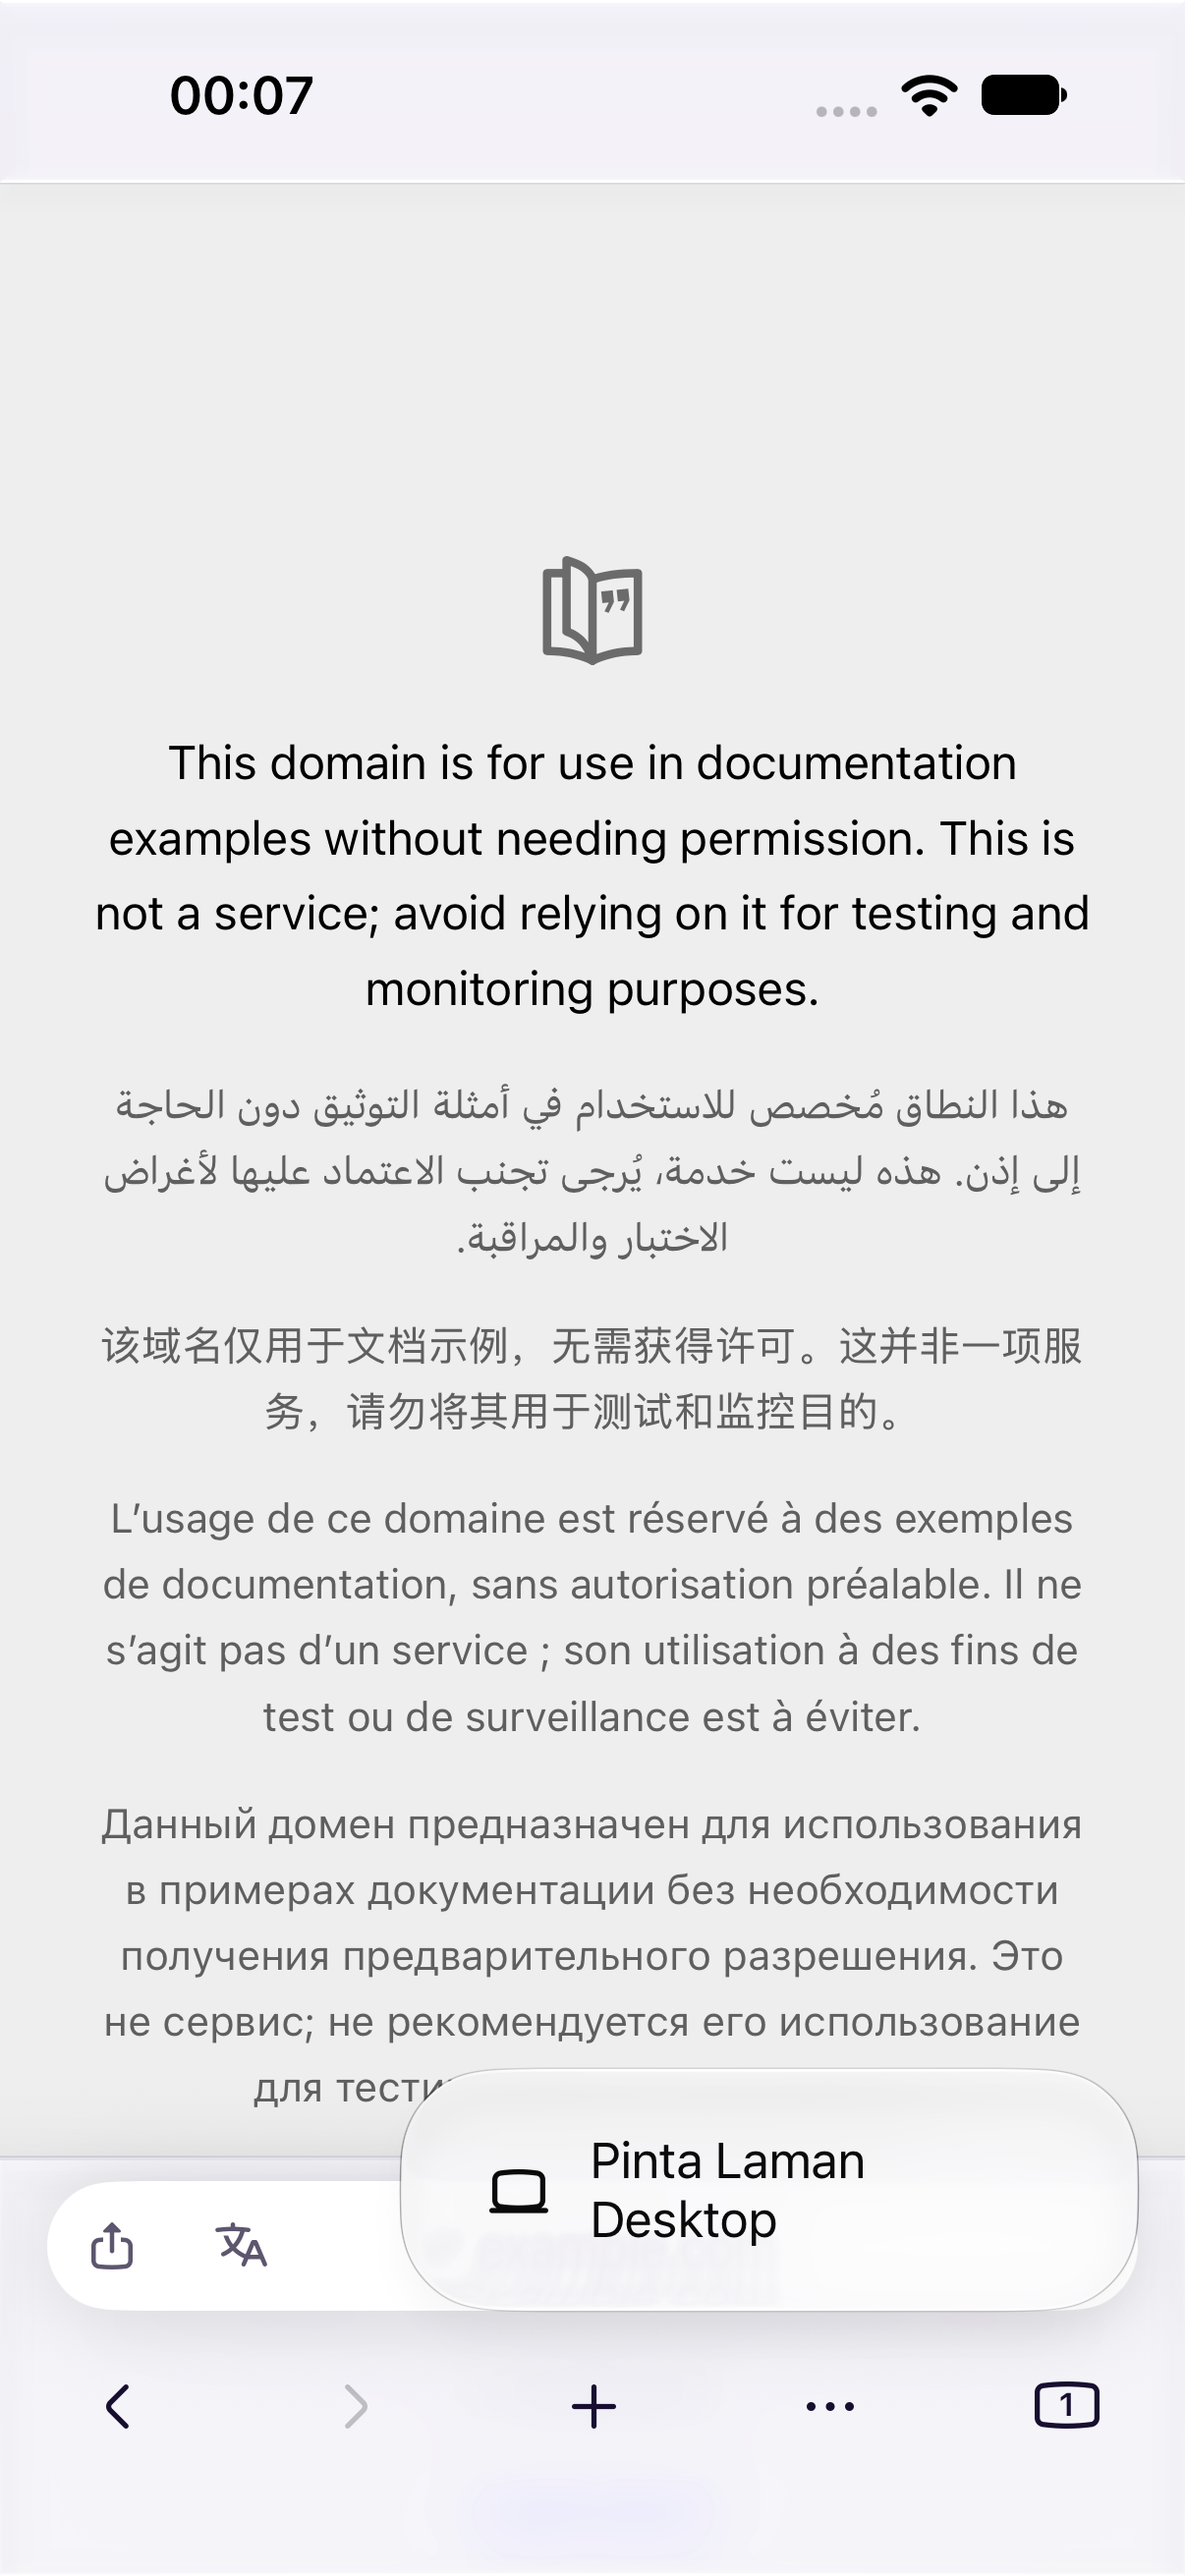 00:07
This domain is for use in documentation
examples without needing permission. This is
not a service; avoid relying on it for testing and
monitoring purposes.
هذا النطاق مُخصص للاستخدام في أمثلة التوثيق دون الحاجة
إلى إذن. هذه ليست خدمة، يُرجى تجنب الاعتماد عليها لأغراض
الاختبار والمراقبة.
该域名仅用于文档示例，无需获得许可。这并非一项服
务，请勿将其用于测试和监控目的。
L’usage de ce domaine est réservé à des exemples
de documentation, sans autorisation préalable. Il ne
s’agit pas d’un service ; son utilisation à des fins de
test ou de surveillance est à éviter.
Данный домен предназначен для использования
в примерах документации без необходимости
получения предварительного разрешения. Это
не сервис; не рекомендуется его использование
для
Pinta Laman
Desktop
1